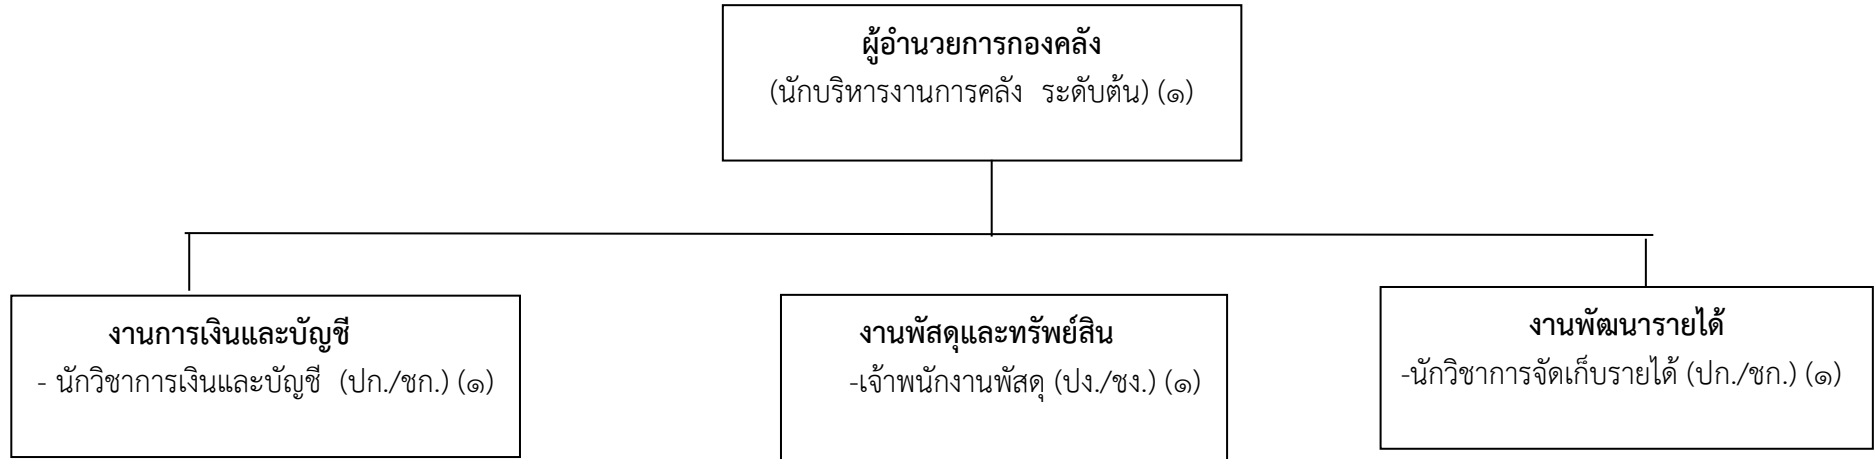 ผู้อำนวยการกองคลัง
(นักบริหารงานการคลัง ระดับต้น) (๑)
งานการเงินและบัญชี
- นักวิชาการเงินและบัญชี (ปก./ชก.) (๑)
งานพัสดุและทรัพย์สิน
-เจ้าพนักงานพัสดุ (ปง./ชง.) (๑)
งานพัฒนารายได้
-นักวิชาการจัดเก็บรายได้ (ปก./ชก.) (๑)